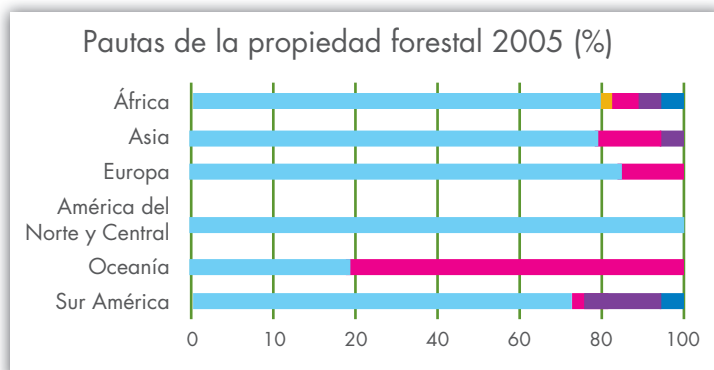 Pautas de la propiedad forestal 2005 (%)
África
Asia
Europa
América del
Norte y Central
Oceanía
Sur América
0 10 20 40 60 80 100